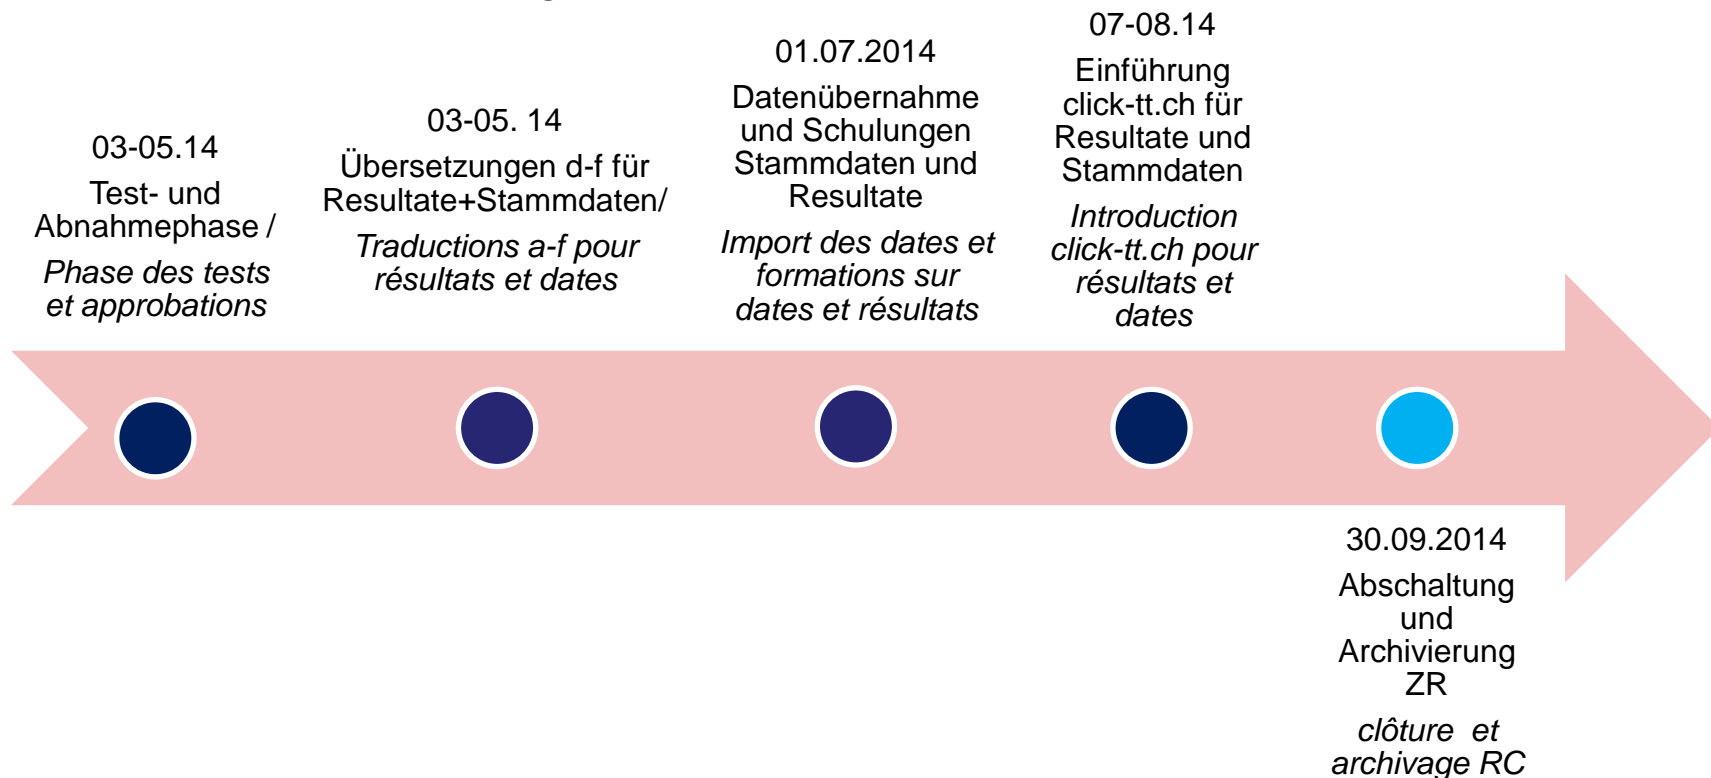 03-05.14
Test- und
Abnahmephase /
Phase des tests
et approbations
03-05. 14
Übersetzungen d-f für
Resultate+Stammdaten/
Traductions a-f pour
résultats et dates
01.07.2014
Datenübernahme
und Schulungen
Stammdaten und
Resultate
Import des dates et
formations sur
dates et résultats
07-08.14
Einführung
click-tt.ch für
Resultate und
Stammdaten
Introduction
click-tt.ch pour
résultats et
dates
30.09.2014
Abschaltung
und
Archivierung
ZR
clôture et
archivage RC